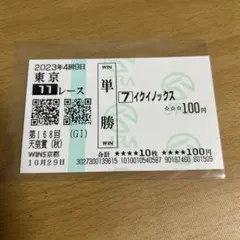 2023年4回9日
東京
11レース
第168回 (GI)
天皇賞(秋)
WINS京都
10月29日
WIN
単勝
WIN
7 イクイノックス
☆☆☆100円
合計 ★★★★10枚 ★★★★100円